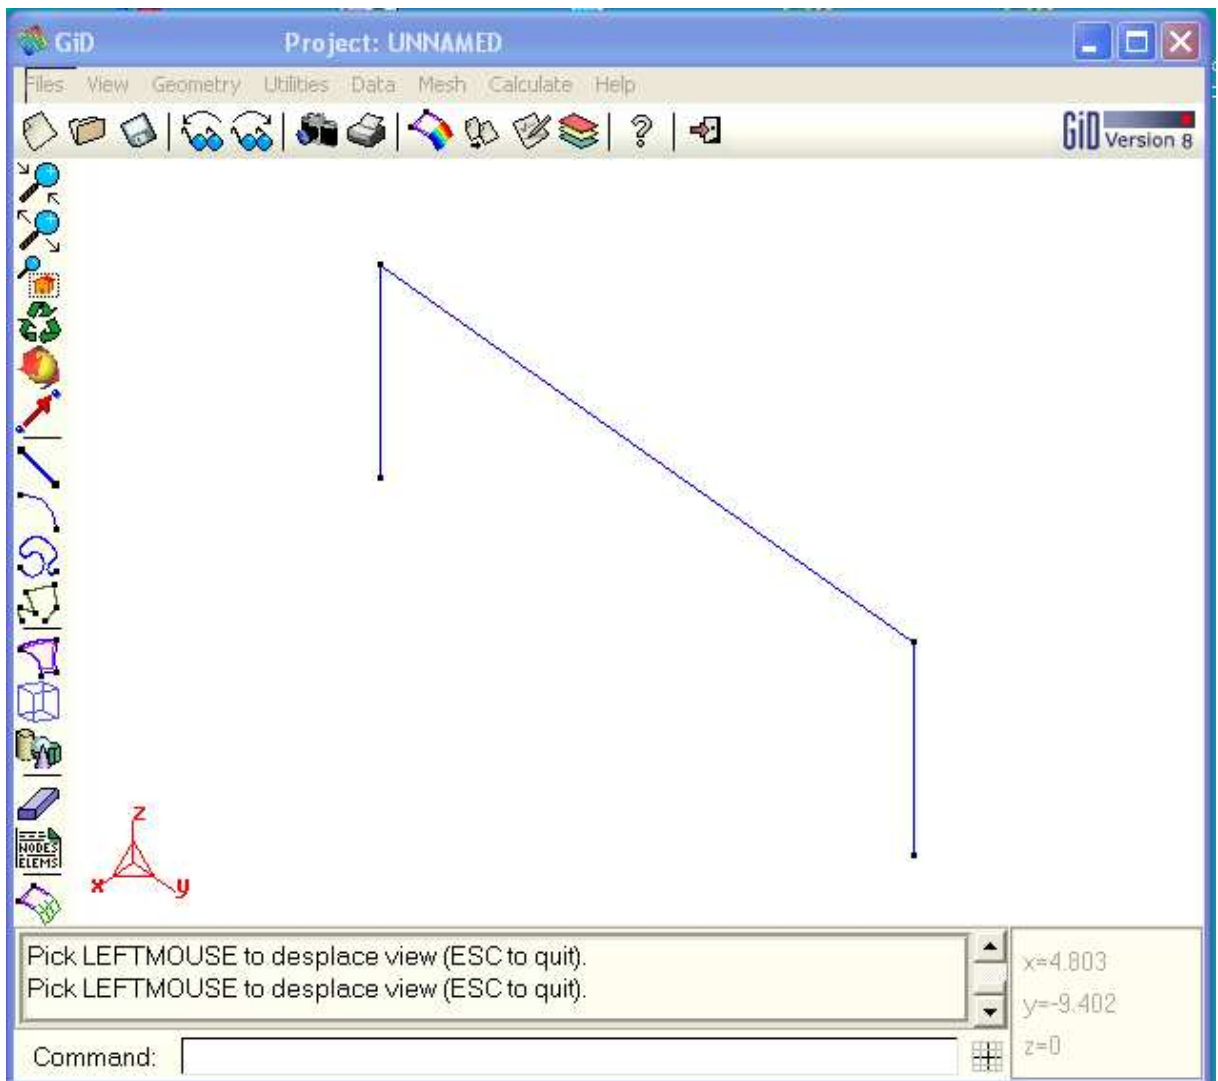 GiD Project: UNNAMED
Files View Geometry Utilities Data Mesh Calculate Help
GiD Version 8
NODES
ELEMS
z
x
y
Pick LEFTMOUSE to desplace view (ESC to quit).
Pick LEFTMOUSE to desplace view (ESC to quit).
x=4.803
y=-9.402
z=0
Command: